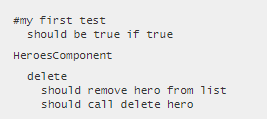 #my first test
should be true if true
HeroesComponent
delete
should remove hero from list
should call delete hero